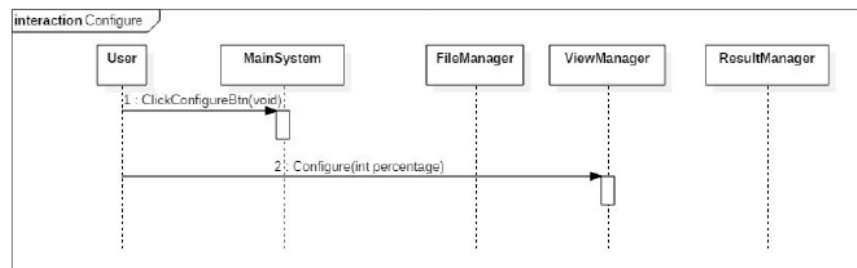 interaction Configure
User
MainSystem
FileManager
ViewManager
ResultManager
1 : ClickConfigureBtn(void)
2 : Configure(int percentage)